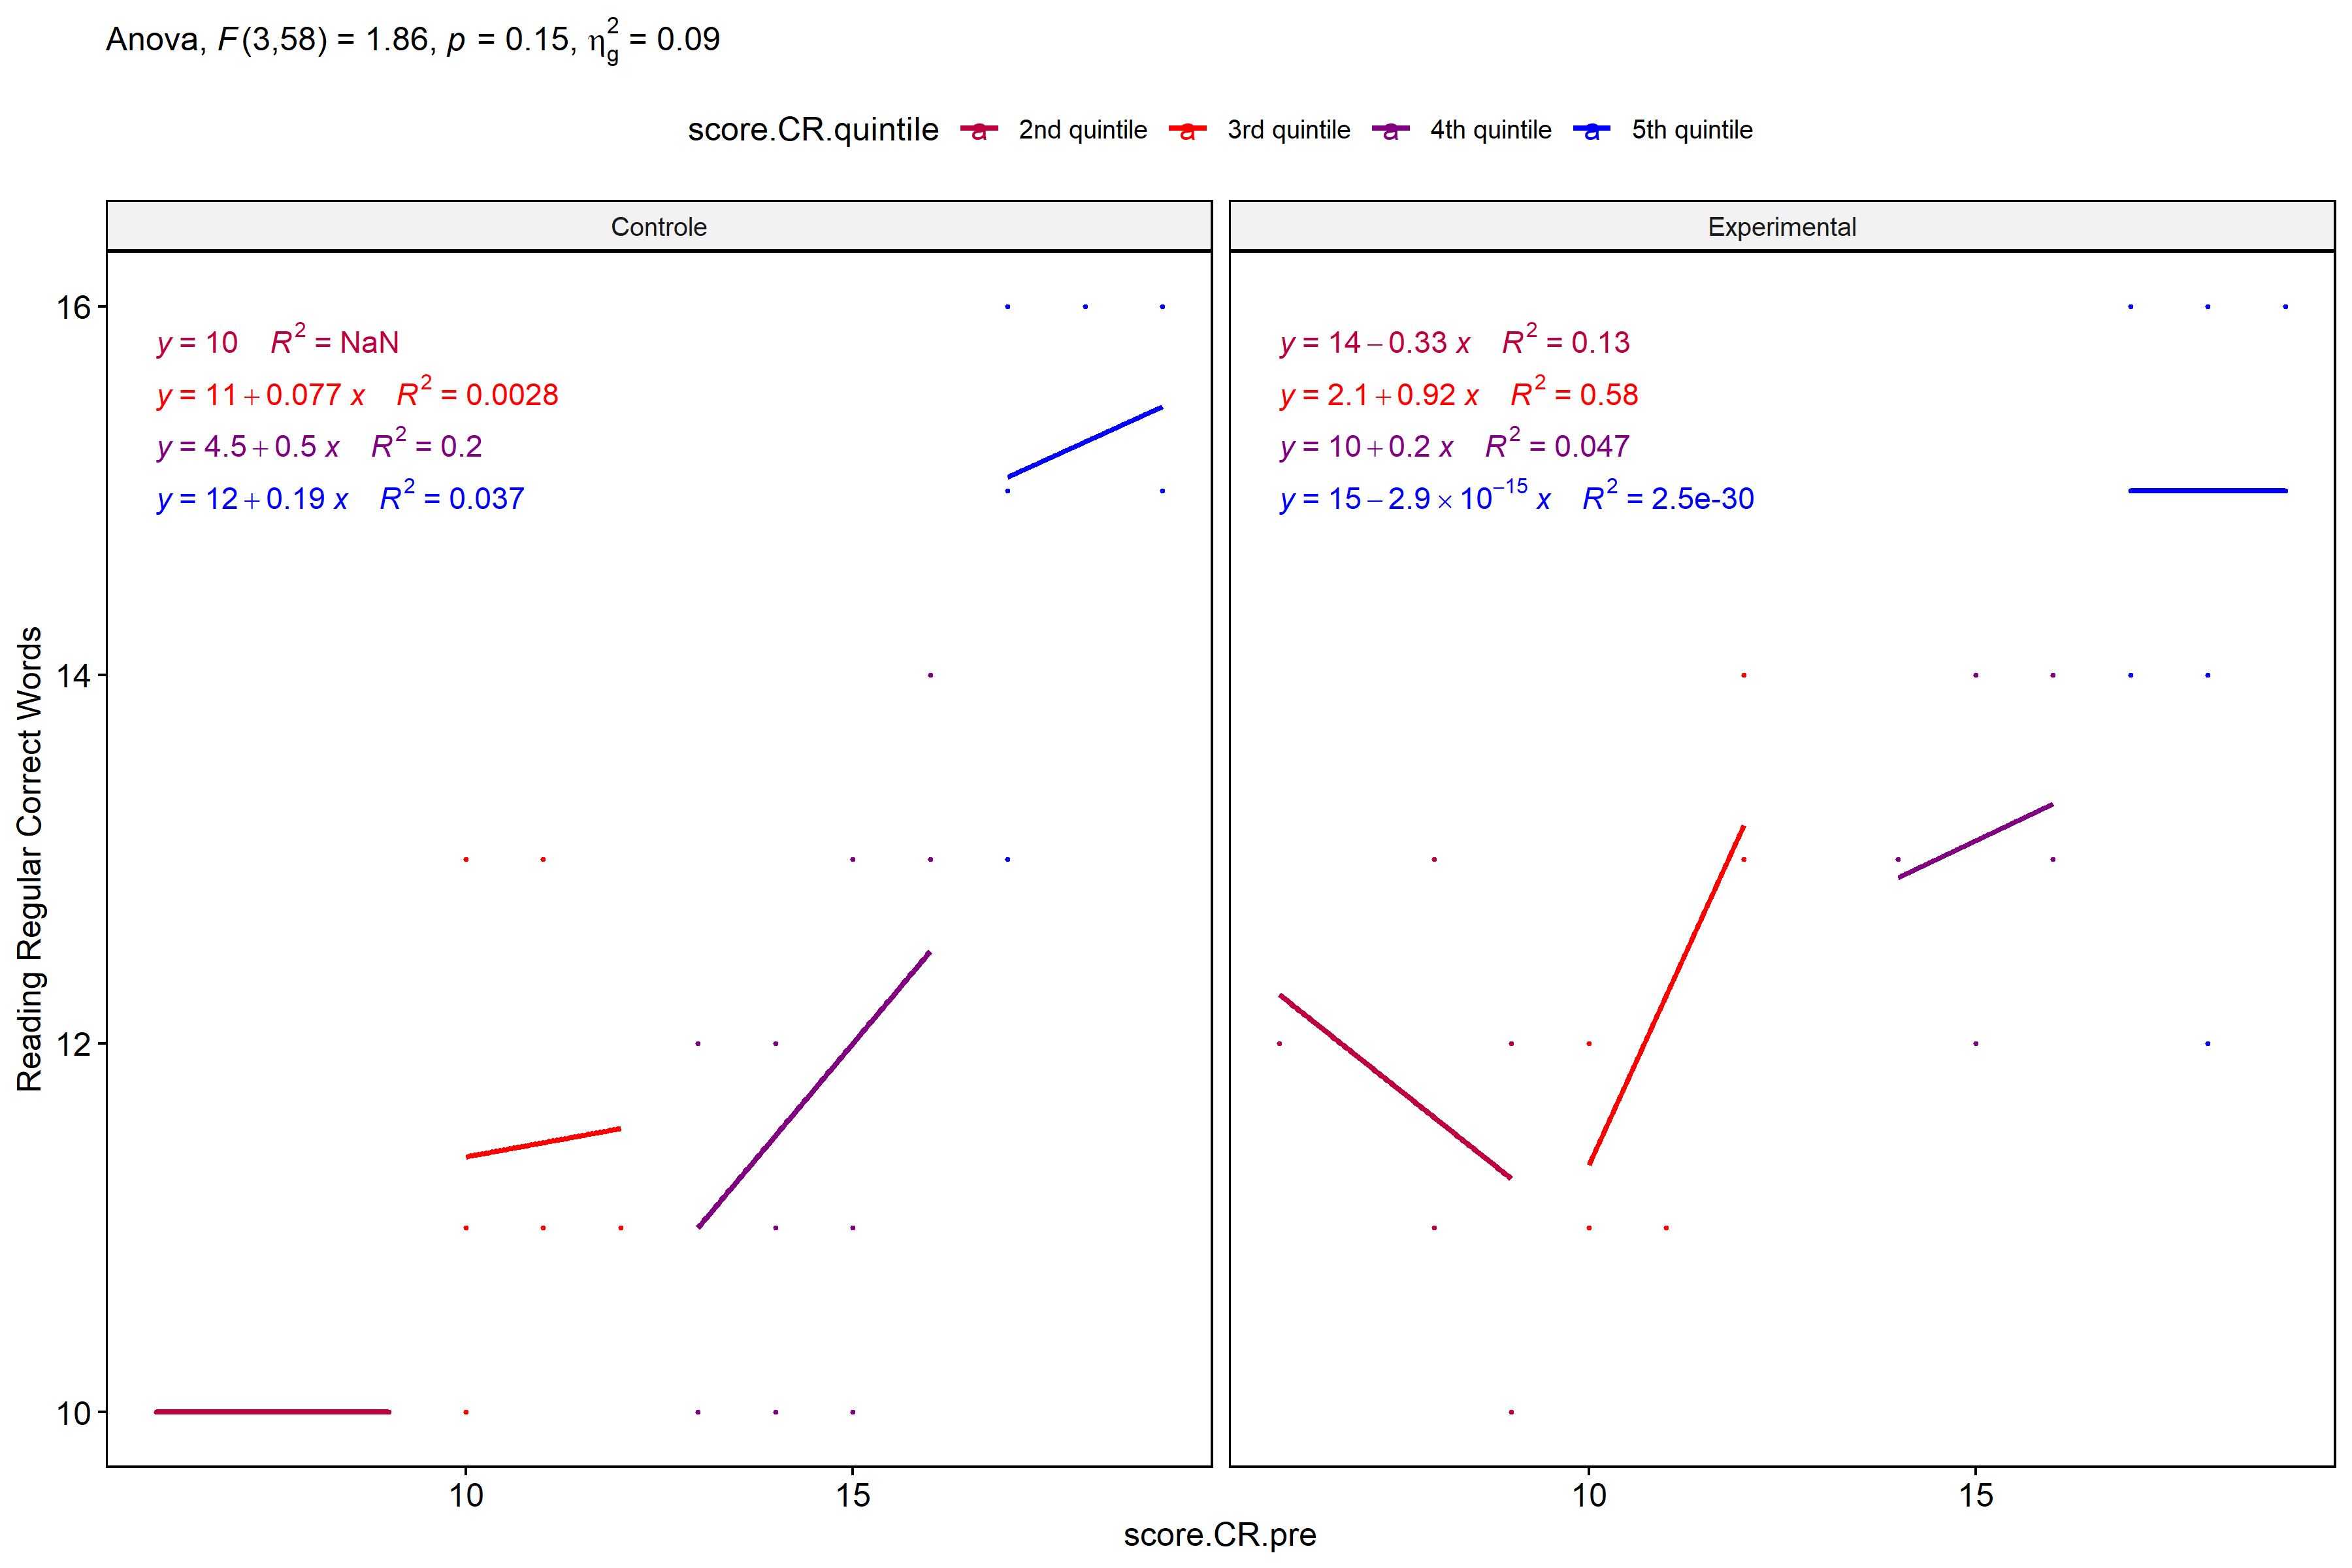 Anova, F(3,58) = 1.86, p = 0.15, η²g = 0.09
score.CR.quintile a 2nd quintile a 3rd quintile a 4th quintile a 5th quintile
Controle
Experimental
y = 10 R² = NaN
y = 11 + 0.077 x R² = 0.0028
y = 4.5 + 0.5 x R² = 0.2
y = 12 + 0.19 x R² = 0.037
y = 14 − 0.33 x R² = 0.13
y = 2.1 + 0.92 x R² = 0.58
y = 10 + 0.2 x R² = 0.047
y = 15 − 2.9 × 10⁻¹⁵ x R² = 2.5e-30
Reading Regular Correct Words
16
14
12
10
10 15
10 15
score.CR.pre